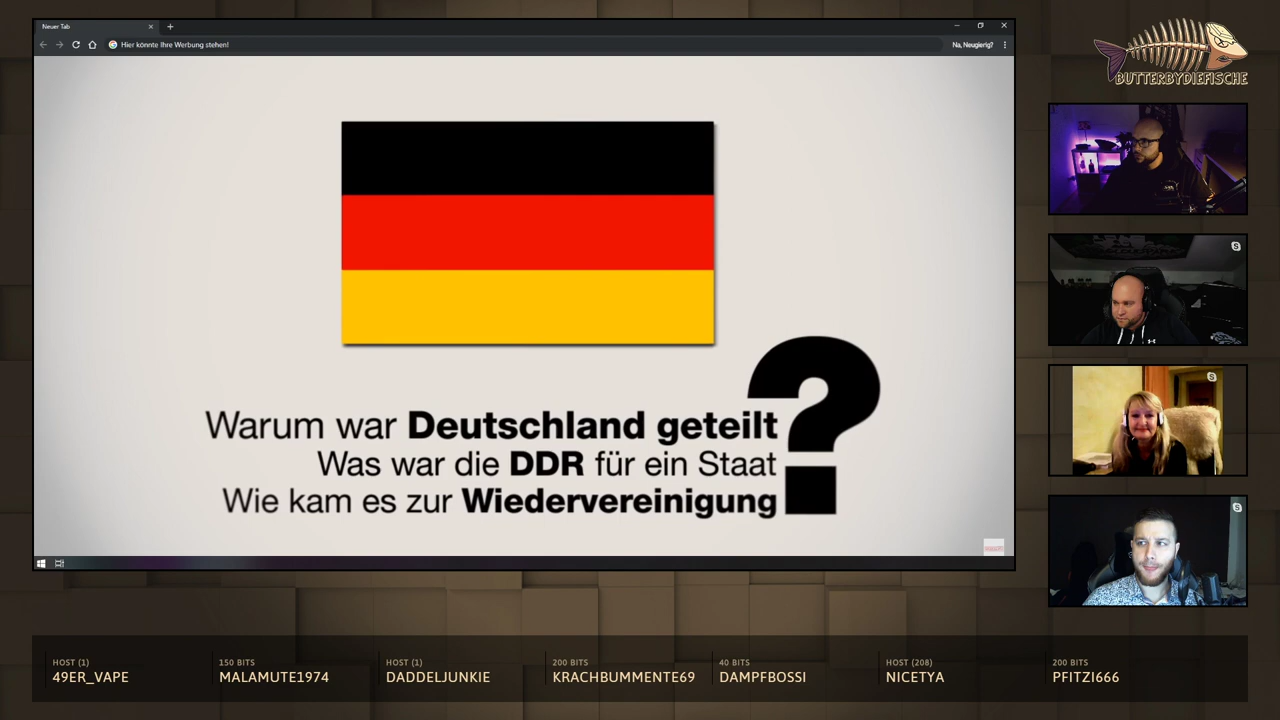 Neuer Tab
Hier könnte Ihre Werbung stehen!
Na, Neugierig?
BUTTERBYDIEFISCHE
Warum war Deutschland geteilt
Was war die DDR für ein Staat
Wie kam es zur Wiedervereinigung
?
HOST (1)
49ER_VAPE
150 BITS
MALAMUTE1974
HOST (1)
DADDELJUNKIE
200 BITS
KRACHBUMMENTE69
40 BITS
DAMPFBOSSI
HOST (208)
NICETYA
200 BITS
PFITZI666